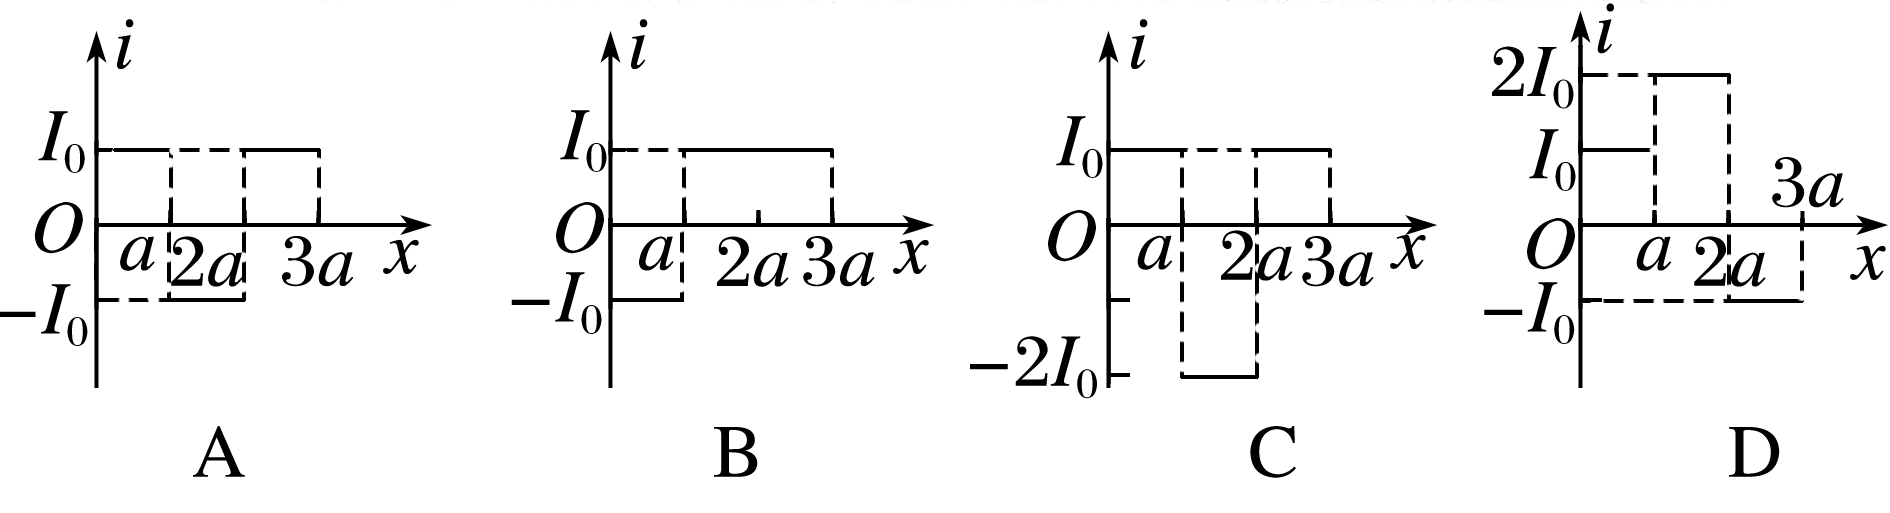 i
I₀
O
a
2a
3a
x
−I₀
A
i
I₀
O
a
2a
3a
x
−I₀
B
i
I₀
O
a
2a
3a
x
−2I₀
C
i
2I₀
I₀
3a
O
a
2a
x
−I₀
D